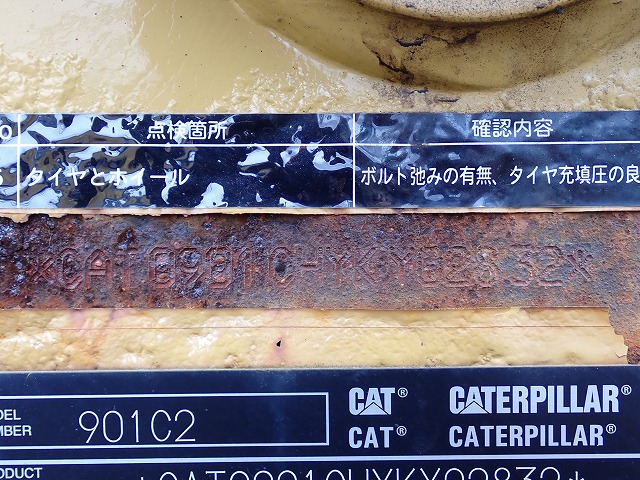 点検箇所 確認内容
タイヤとホイール ボルト弛みの有無、タイヤ充填圧の良
*CAT0901CHYKY02832*
901C2
CAT® CATERPILLAR®
CAT® CATERPILLAR®
PRODUCT
*CAT0901CHYKY02832*